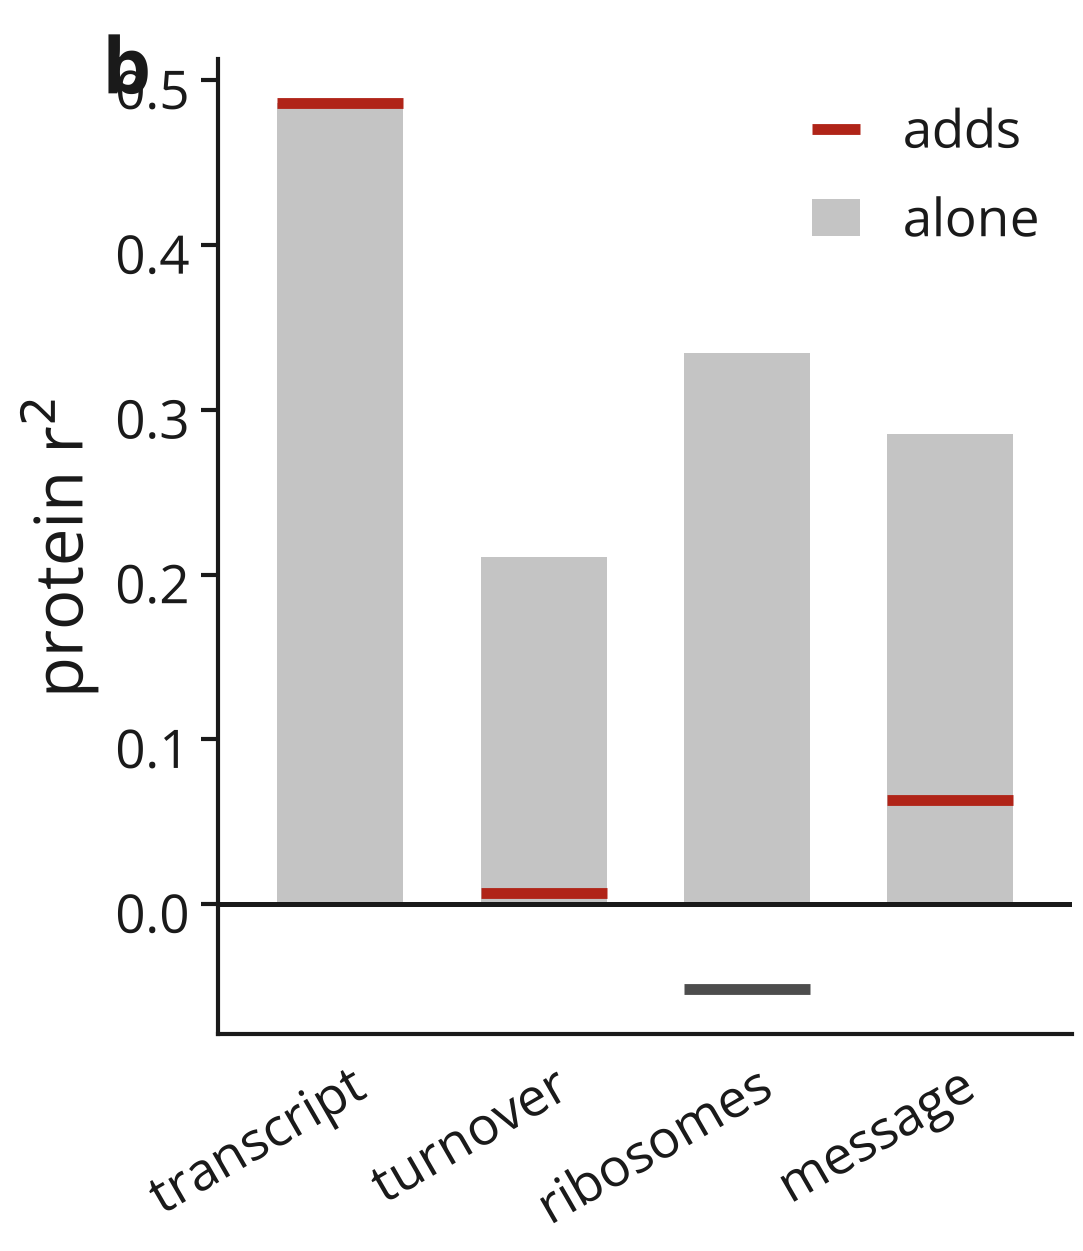 b
0.5
0.4
0.3
0.2
0.1
0.0
protein r²
adds
alone
transcript
turnover
ribosomes
message